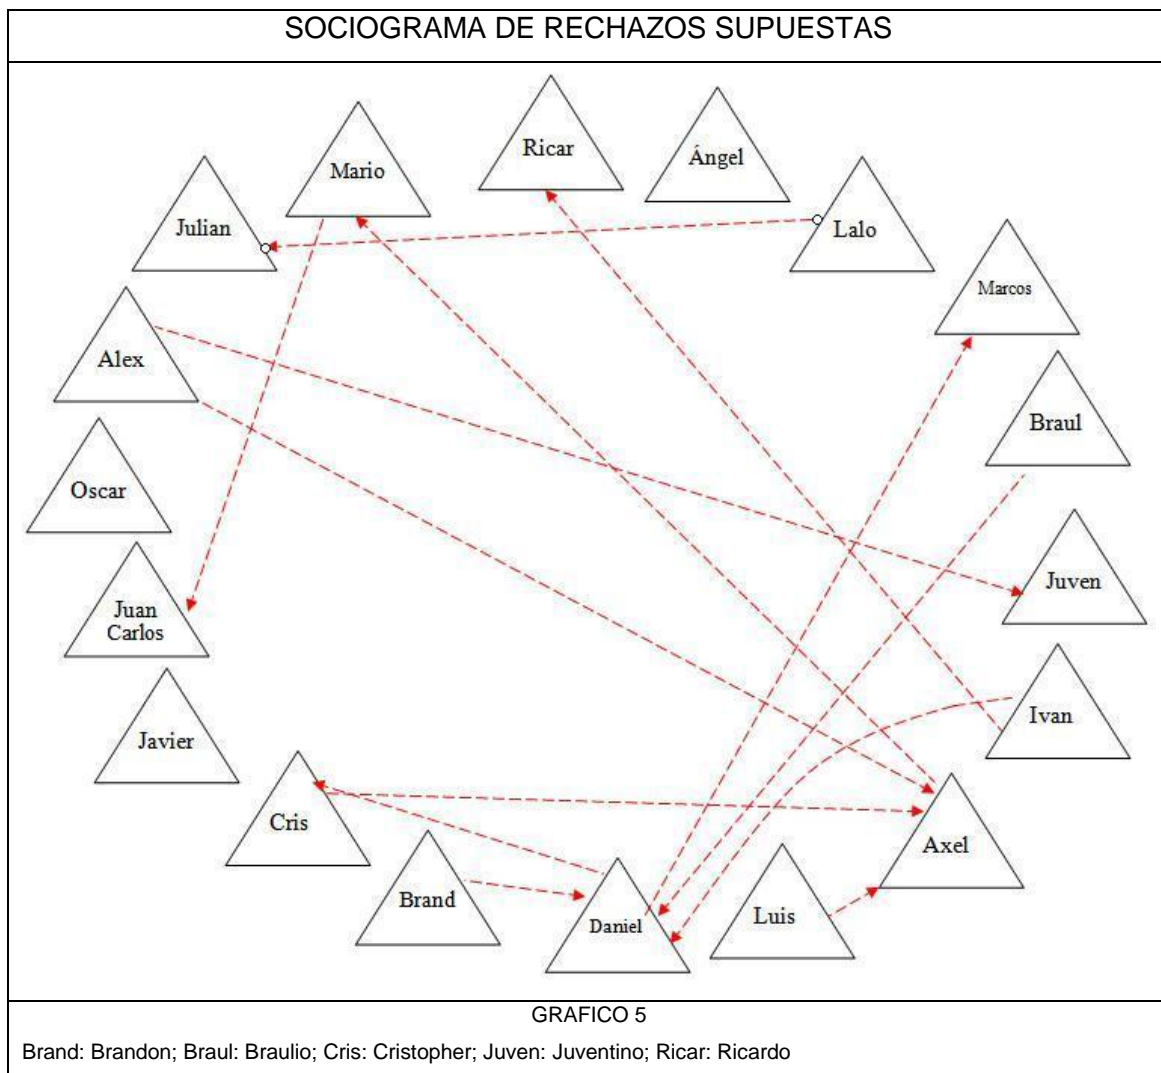 SOCIOGRAMA DE RECHAZOS SUPUESTAS
Ricar
Ángel
Mario
Julian
Lalo
Marcos
Alex
Braul
Oscar
Juven
Juan
Carlos
Ivan
Javier
Cris
Axel
Brand
Daniel
Luis
GRAFICO 5
Brand: Brandon; Braul: Braulio; Cris: Cristopher; Juven: Juventino; Ricar: Ricardo